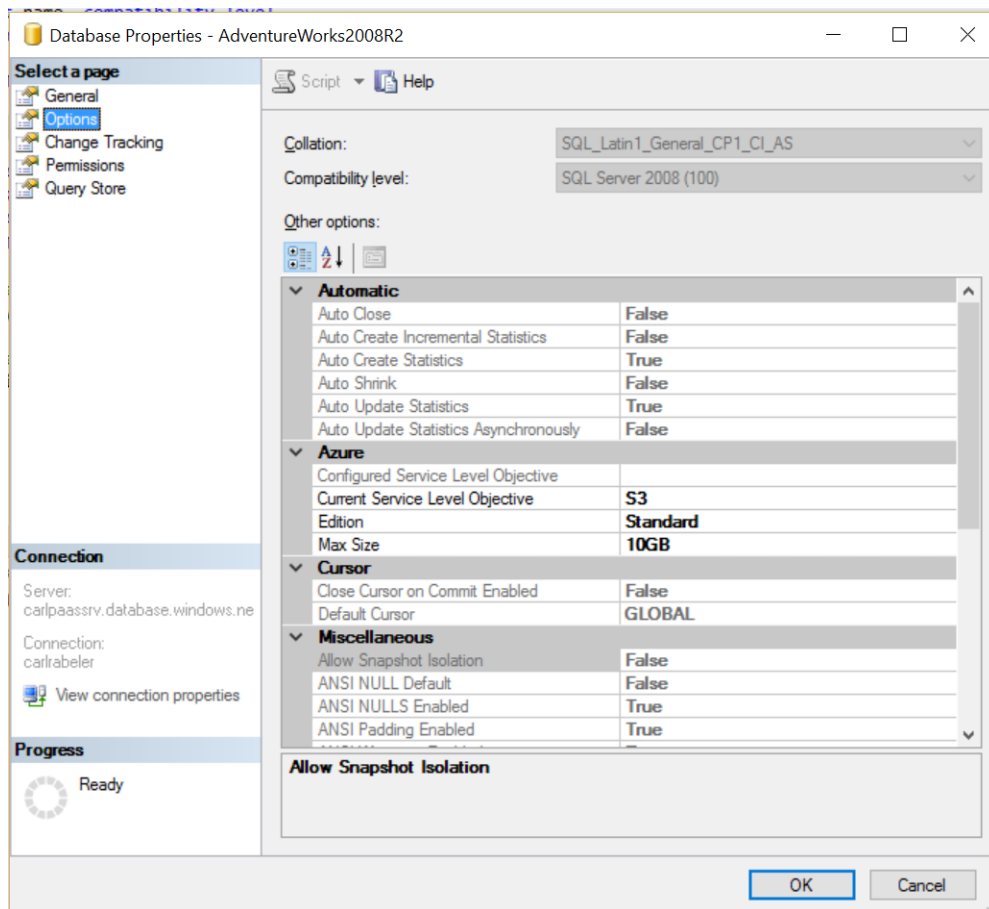 name, compatibility_level
Database Properties - AdventureWorks2008R2
Select a page
General
Options
Change Tracking
Permissions
Query Store
Connection
Server:
carlpaassrv.database.windows.ne
Connection:
carlrabeler
View connection properties
Progress
Ready
Script Help
Collation: SQL_Latin1_General_CP1_CI_AS
Compatibility level: SQL Server 2008 (100)
Other options:
Automatic
Auto Close False
Auto Create Incremental Statistics False
Auto Create Statistics True
Auto Shrink False
Auto Update Statistics True
Auto Update Statistics Asynchronously False
Azure
Configured Service Level Objective
Current Service Level Objective S3
Edition Standard
Max Size 10GB
Cursor
Close Cursor on Commit Enabled False
Default Cursor GLOBAL
Miscellaneous
Allow Snapshot Isolation False
ANSI NULL Default False
ANSI NULLS Enabled True
ANSI Padding Enabled True
Allow Snapshot Isolation
OK Cancel